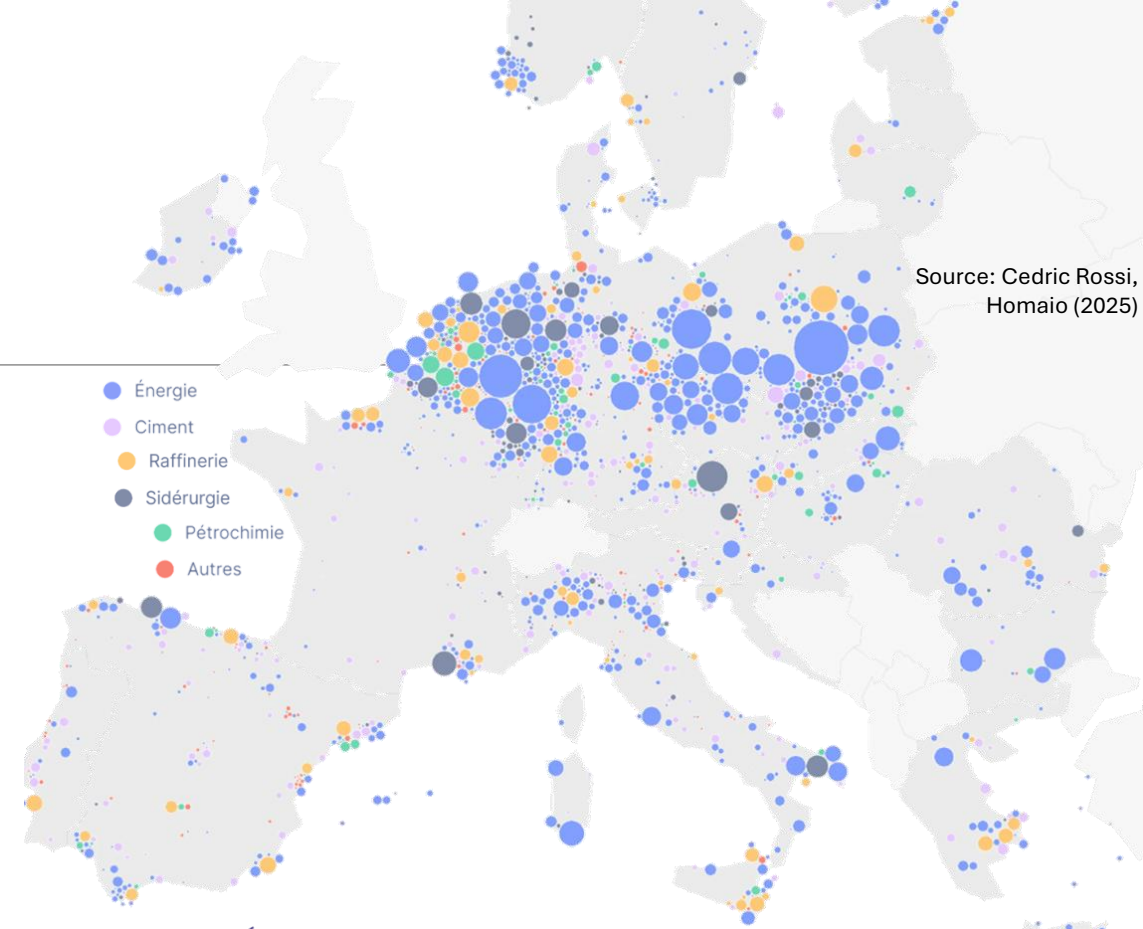 Source: Cedric Rossi,
Homaio (2025)
Énergie
Ciment
Raffinerie
Sidérurgie
Pétrochimie
Autres